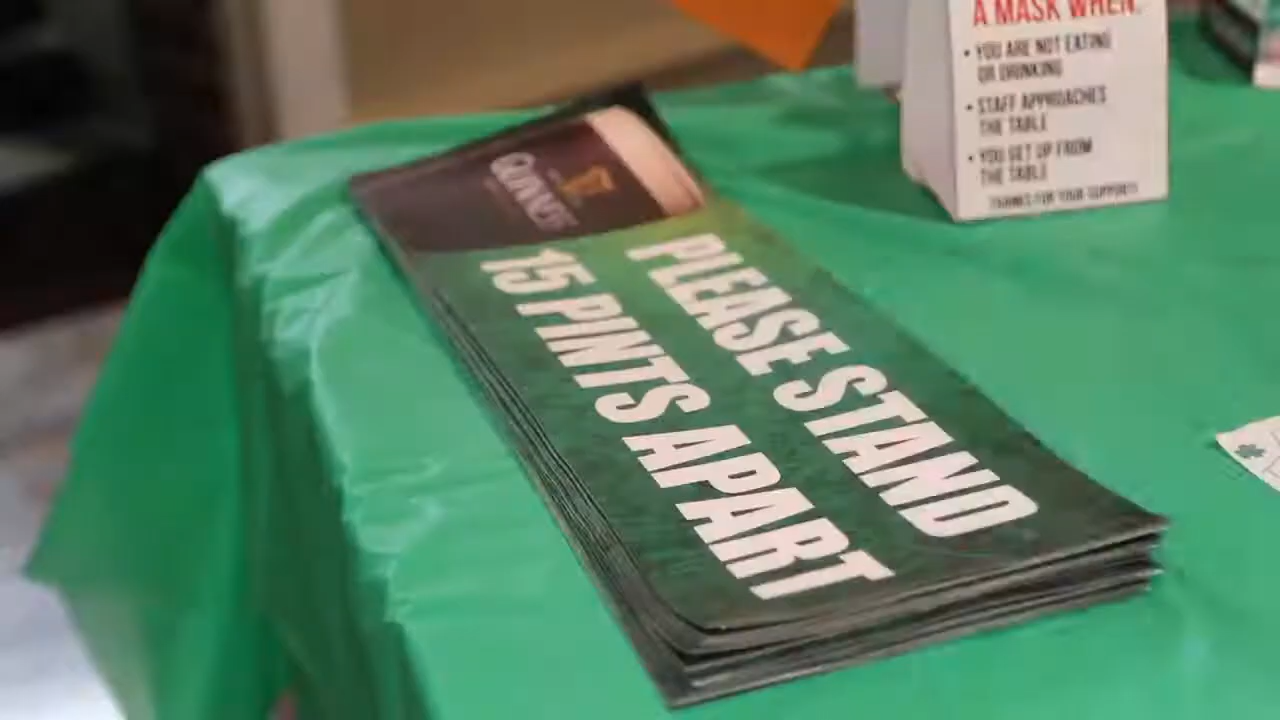 GUINNESS
PLEASE STAND
15 PINTS APART
A MASK WHEN:
• YOU ARE NOT EATING
OR DRINKING
• STAFF APPROACHES
THE TABLE
• YOU GET UP FROM
THE TABLE
THANKS FOR YOUR SUPPORT!